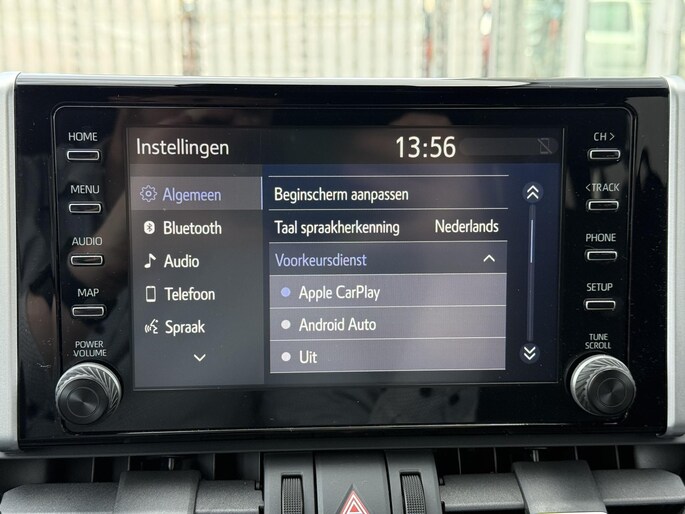 HOME
MENU
AUDIO
MAP
POWER
VOLUME
Instellingen 13:56
Algemeen
Bluetooth
Audio
Telefoon
Spraak
Beginscherm aanpassen
Taal spraakherkenning Nederlands
Voorkeursdienst
Apple CarPlay
Android Auto
Uit
CH >
< TRACK
PHONE
SETUP
TUNE
SCROLL